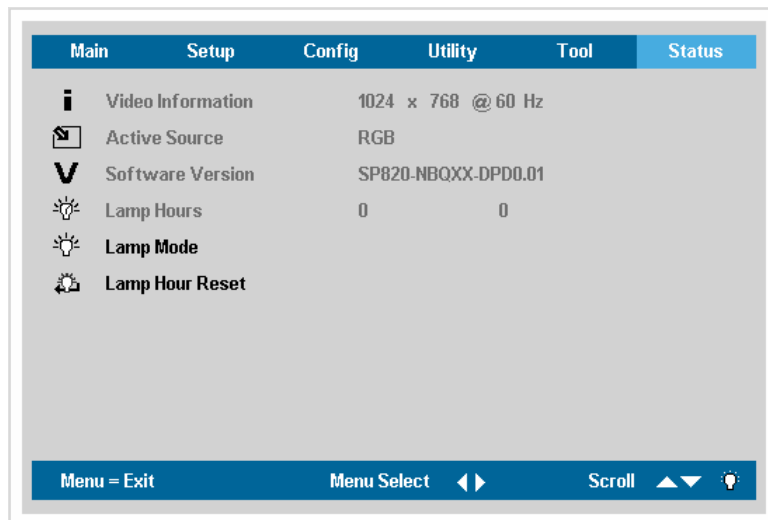 Main Setup Config Utility Tool Status
i Video Information 1024 x 768 @ 60 Hz
Active Source RGB
V Software Version SP820-NBQXX-DPD0.01
Lamp Hours 0 0
Lamp Mode
Lamp Hour Reset
Menu = Exit Menu Select Scroll